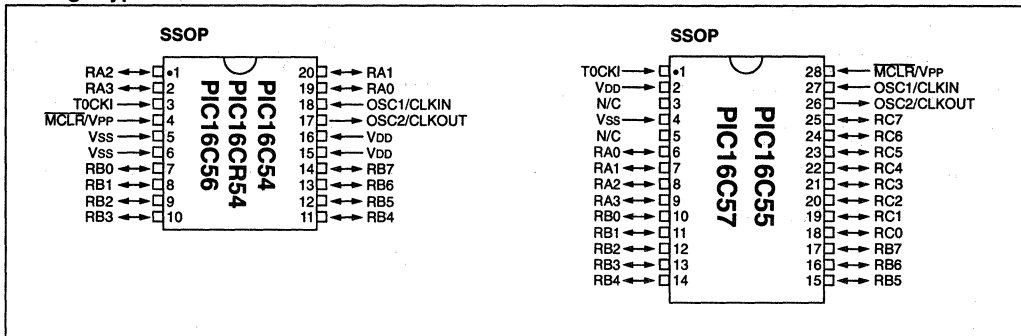 SSOP
RA2 •1 20 RA1
RA3 2 19 RA0
T0CKI 3 18 OSC1/CLKIN
MCLR/VPP 4 17 OSC2/CLKOUT
VSS 5 16 VDD
VSS 6 15 VDD
RB0 7 14 RB7
RB1 8 13 RB6
RB2 9 12 RB5
RB3 10 11 RB4
PIC16C54
PIC16CR54
PIC16C56
SSOP
T0CKI •1 28 MCLR/VPP
VDD 2 27 OSC1/CLKIN
N/C 3 26 OSC2/CLKOUT
VSS 4 25 RC7
N/C 5 24 RC6
RA0 6 23 RC5
RA1 7 22 RC4
RA2 8 21 RC3
RA3 9 20 RC2
RB0 10 19 RC1
RB1 11 18 RC0
RB2 12 17 RB7
RB3 13 16 RB6
RB4 14 15 RB5
PIC16C55
PIC16C57